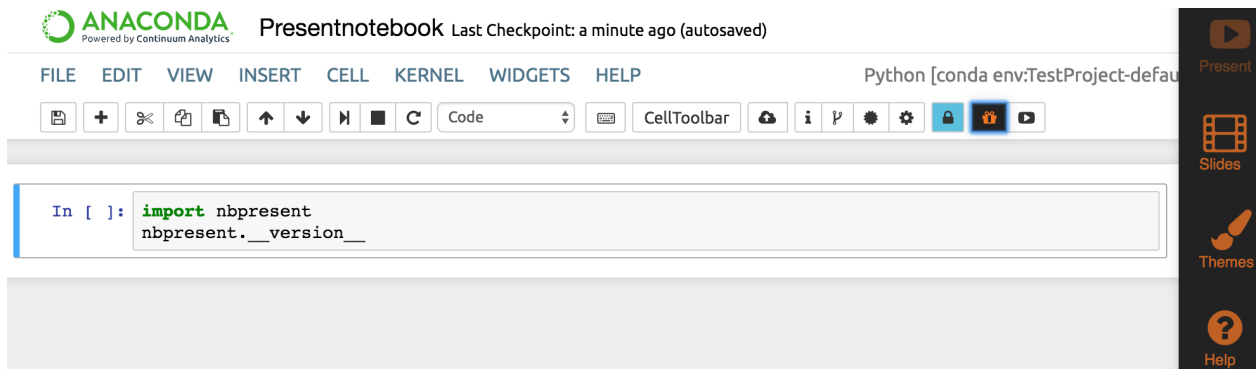 ANACONDA
Powered by Continuum Analytics
Presentnotebook Last Checkpoint: a minute ago (autosaved)
FILE EDIT VIEW INSERT CELL KERNEL WIDGETS HELP Python [conda env:TestProject-defau
Code CellToolbar
In [ ]: import nbpresent
nbpresent.__version__
Present
Slides
Themes
Help